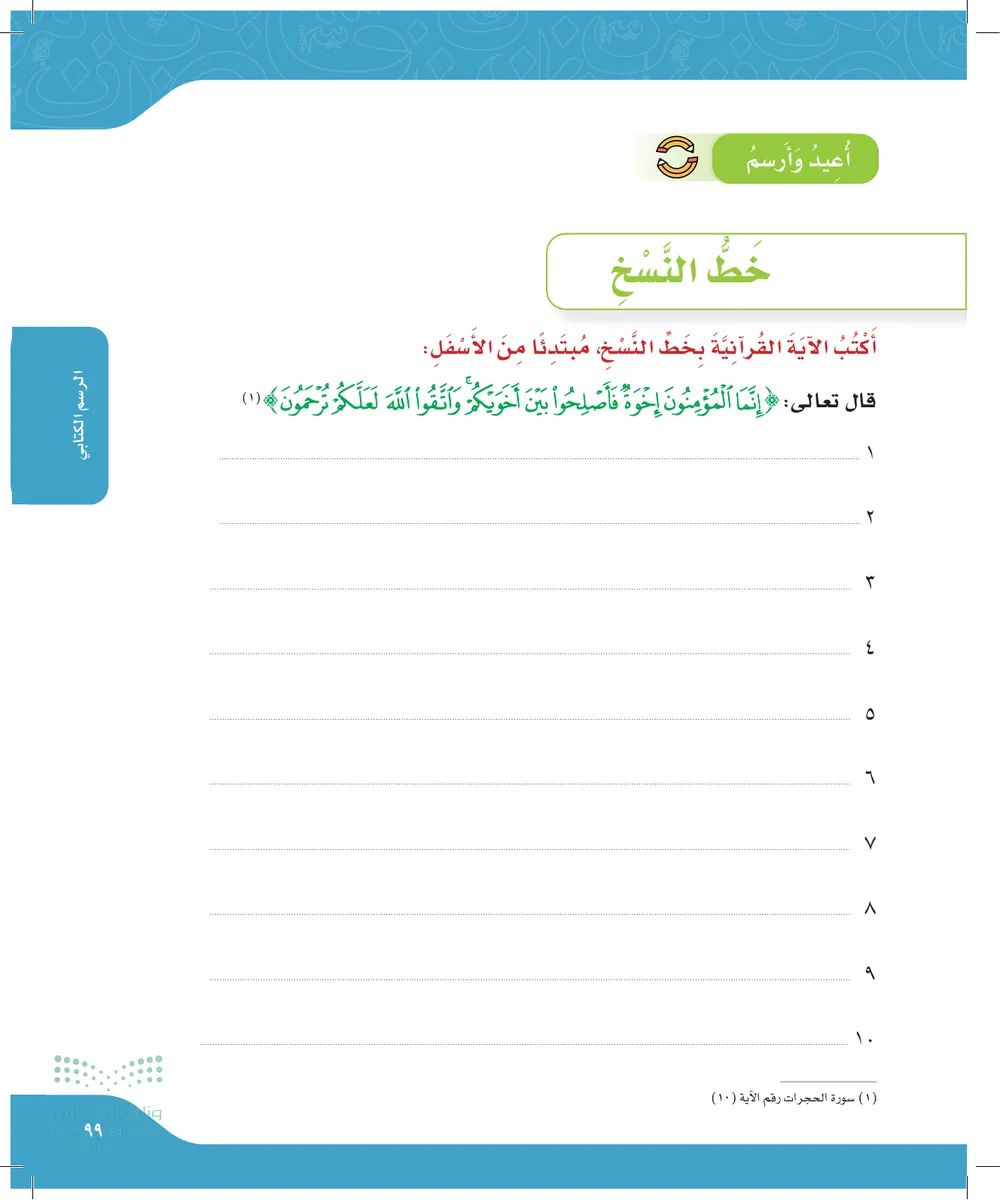 أُعِيدُ وَأَرسمُ
خَطُّ النَّسْخِ
أَكْتُبُ الآيَةَ القُرآنِيَّةَ بِخَطِّ النَّسْخِ، مُبتَدِئًا مِنَ الأَسْفَلِ:
قال تعالى: ﴿إِنَّمَا ٱلْمُؤْمِنُونَ إِخْوَةٌ فَأَصْلِحُوا۟ بَيْنَ أَخَوَيْكُمْ ۚ وَٱتَّقُوا۟ ٱللَّهَ لَعَلَّكُمْ تُرْحَمُونَ﴾ (١)
الرسم الكتابي
١
٢
٣
٤
٥
٦
٧
٨
٩
١٠
(١) سورة الحجرات رقم الآية (١٠)
٩٩